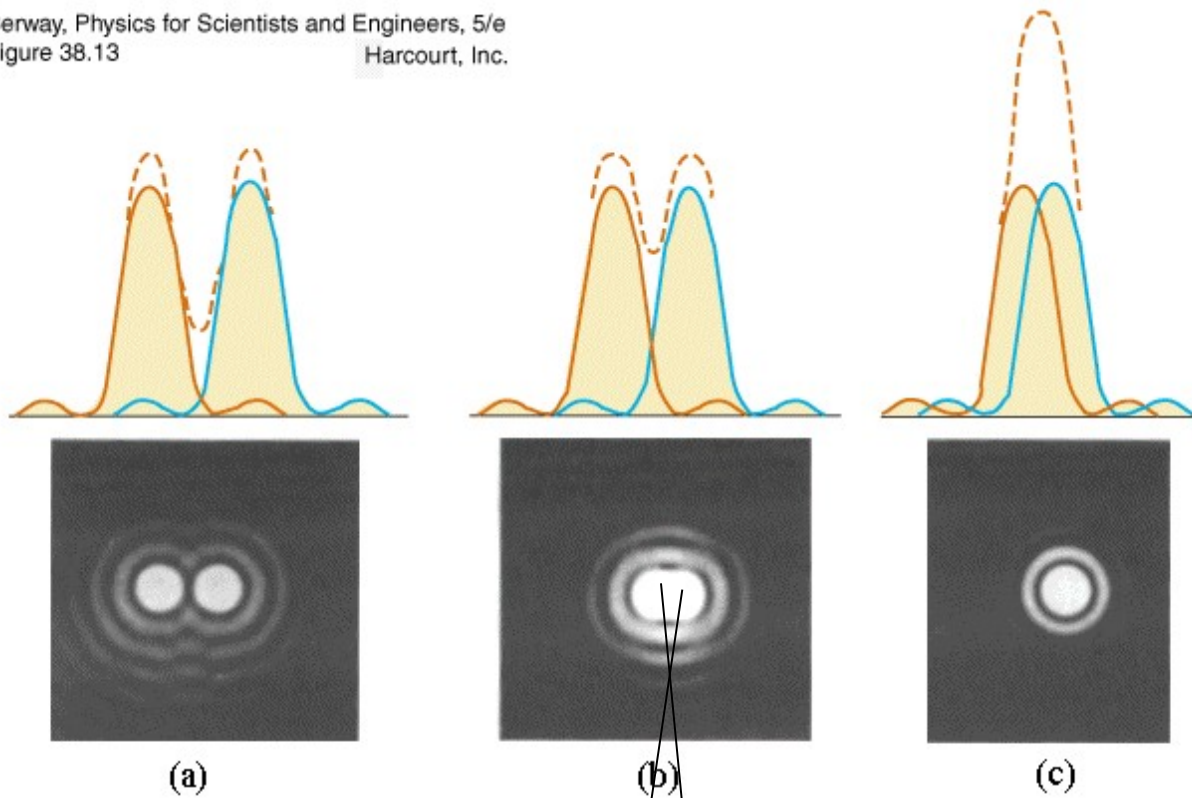 erway, Physics for Scientists and Engineers, 5/e
igure 38.13
Harcourt, Inc.
(a)
(b)
(c)